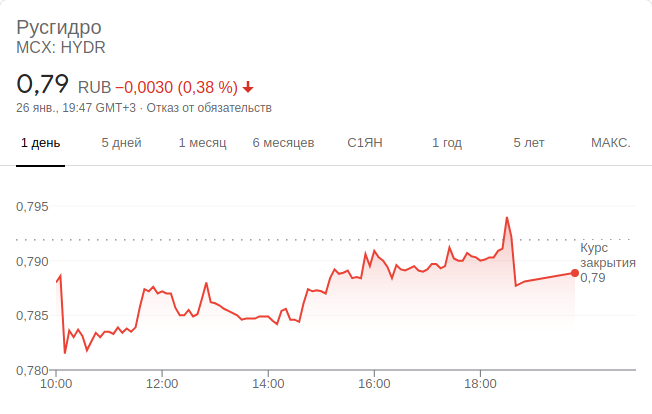 Русгидро
MCX: HYDR
0,79 RUB −0,0030 (0,38 %)
26 янв., 19:47 GMT+3 · Отказ от обязательств
1 день 5 дней 1 месяц 6 месяцев С1ЯН 1 год 5 лет МАКС.
0,795
0,790
0,785
0,780
Курс
закрытия
0,79
10:00 12:00 14:00 16:00 18:00